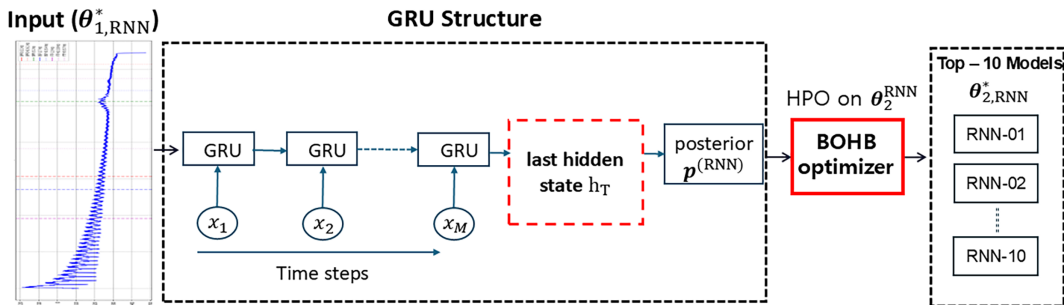 Input (θ*1,RNN)
GRU Structure
GRU
GRU
GRU
x1
x2
xM
Time steps
last hidden
state hT
posterior
p(RNN)
HPO on θ2RNN
BOHB
optimizer
Top – 10 Models
θ*2,RNN
RNN-01
RNN-02
RNN-10